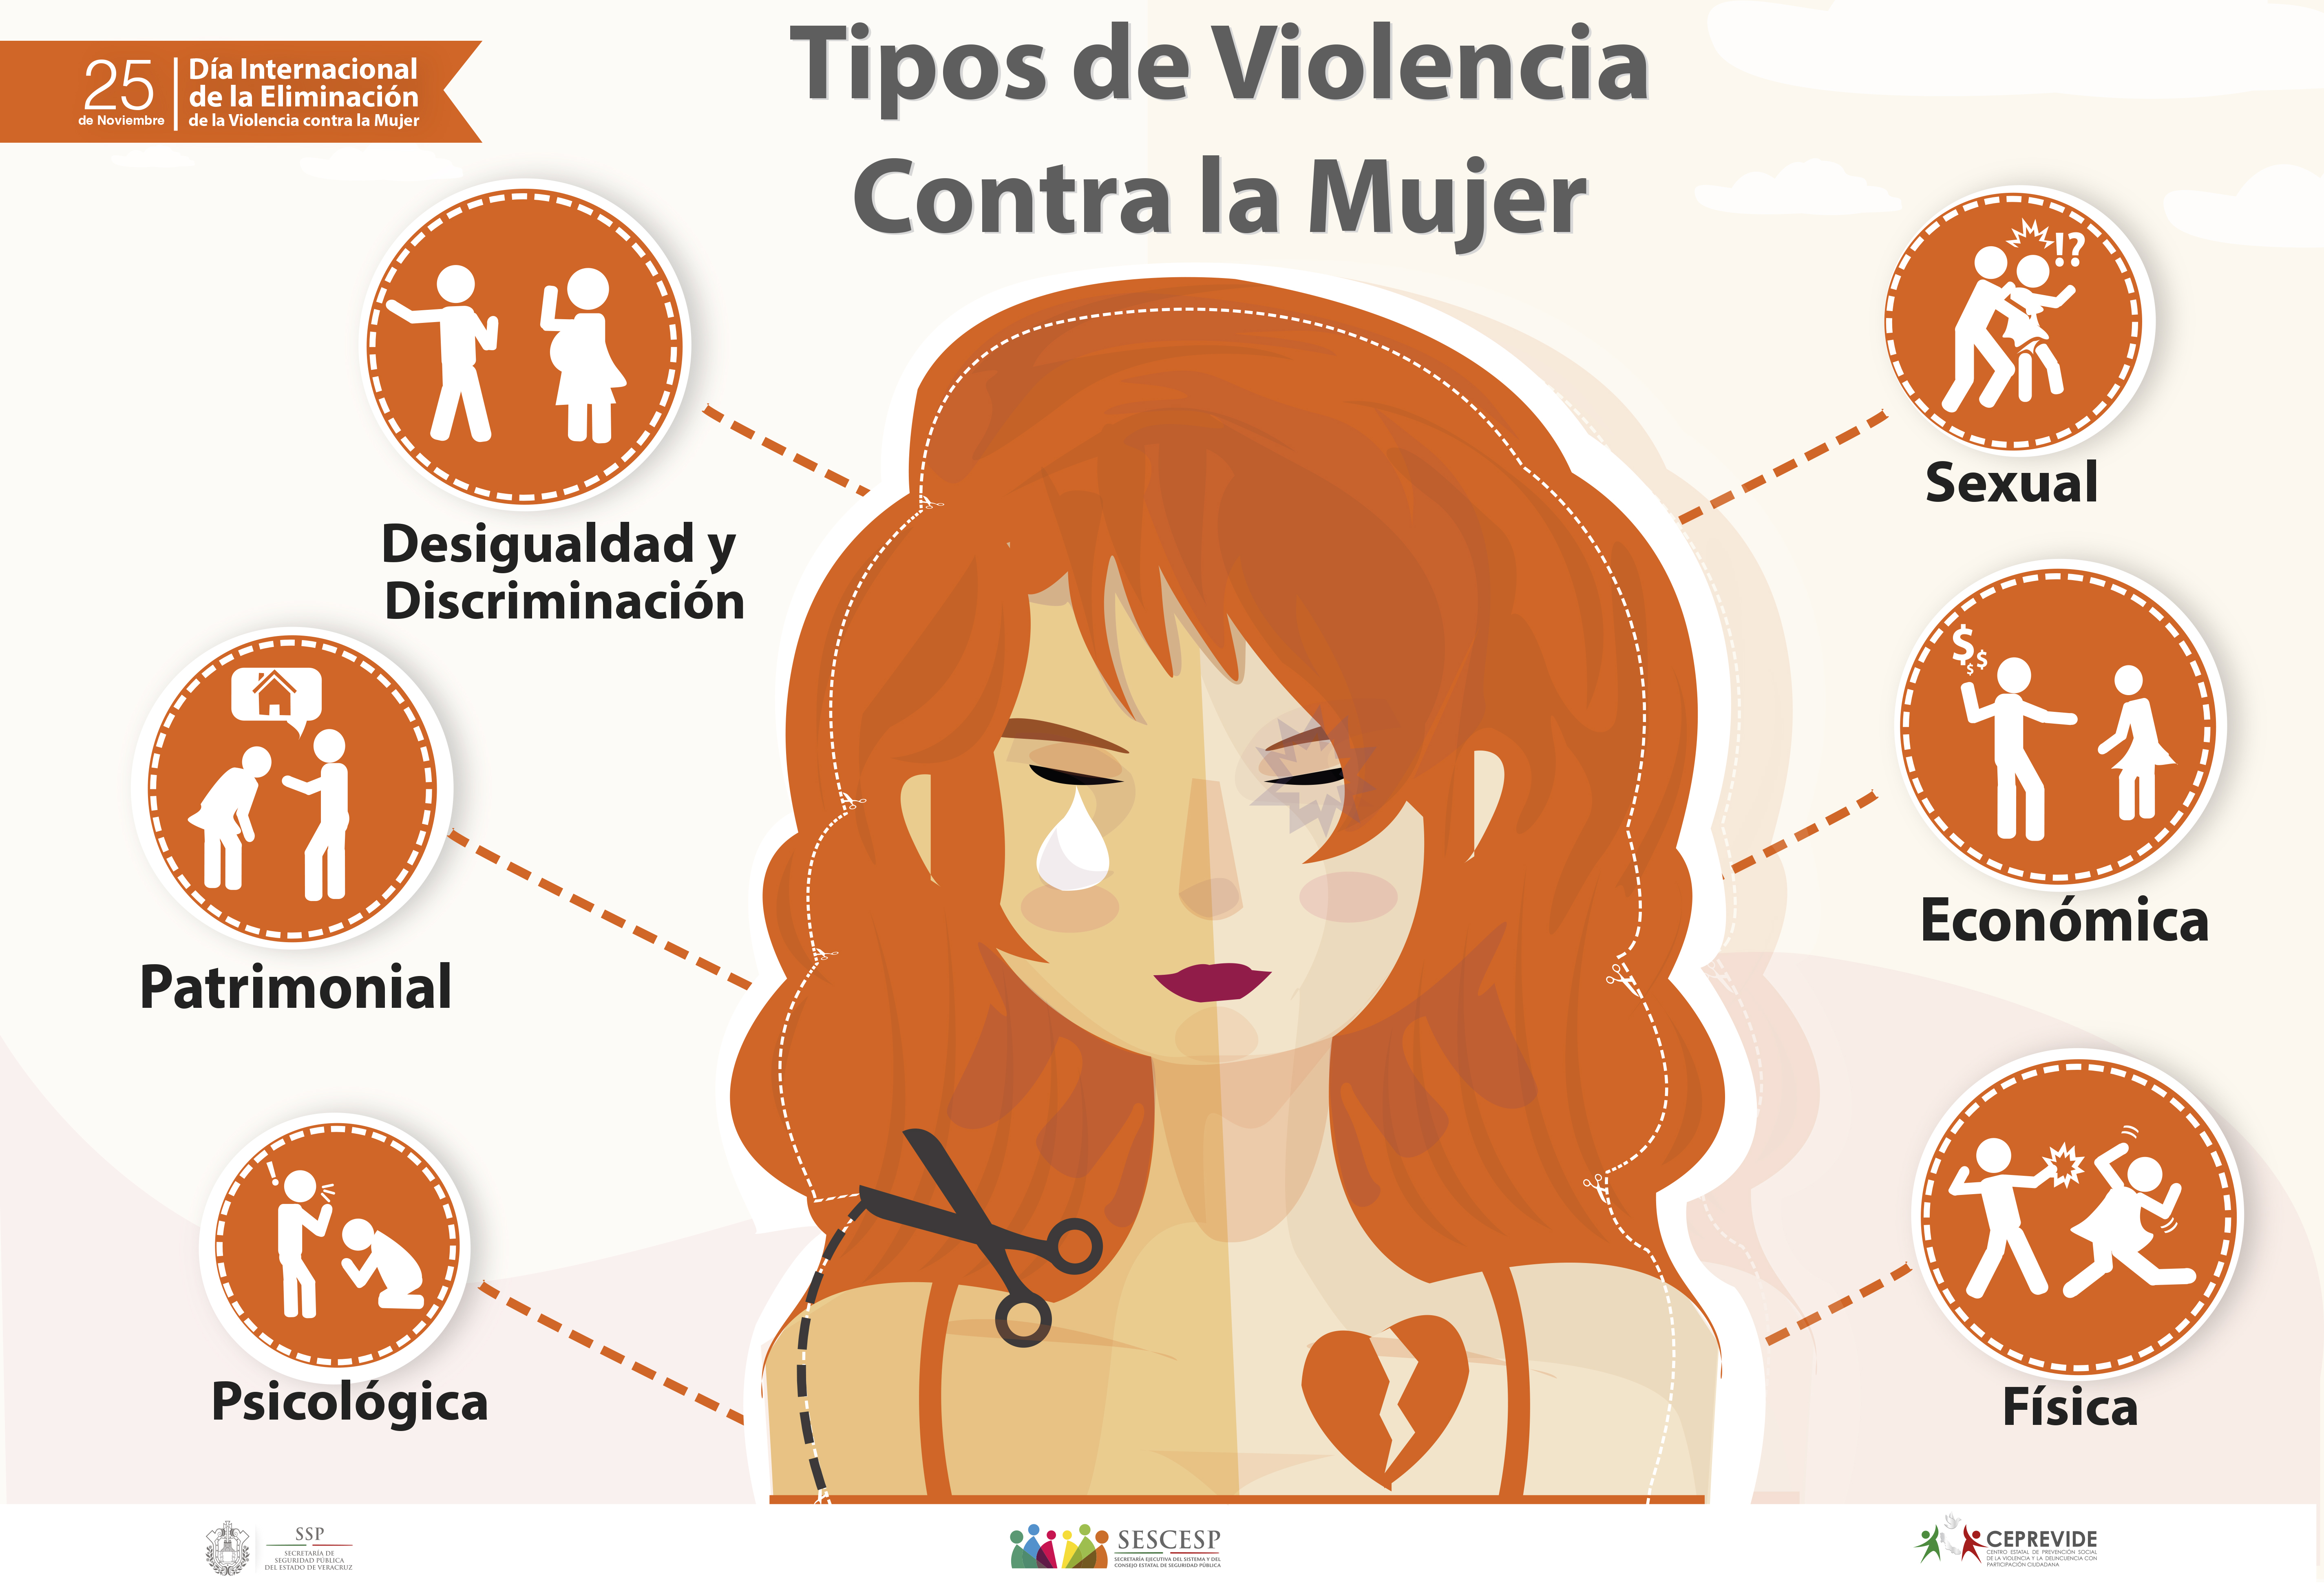 25
de Noviembre
Día Internacional
de la Eliminación
de la Violencia contra la Mujer
Tipos de Violencia
Contra la Mujer
!?
Sexual
Desigualdad y
Discriminación
$
$
$
Económica
Patrimonial
!
Psicológica
Física
SSP
SECRETARÍA DE
SEGURIDAD PÚBLICA
DEL ESTADO DE VERACRUZ
SESCESP
SECRETARÍA EJECUTIVA DEL SISTEMA Y DEL
CONSEJO ESTATAL DE SEGURIDAD PÚBLICA
CEPREVIDE
CENTRO ESTATAL DE PREVENCIÓN SOCIAL
DE LA VIOLENCIA Y LA DELINCUENCIA CON
PARTICIPACIÓN CIUDADANA